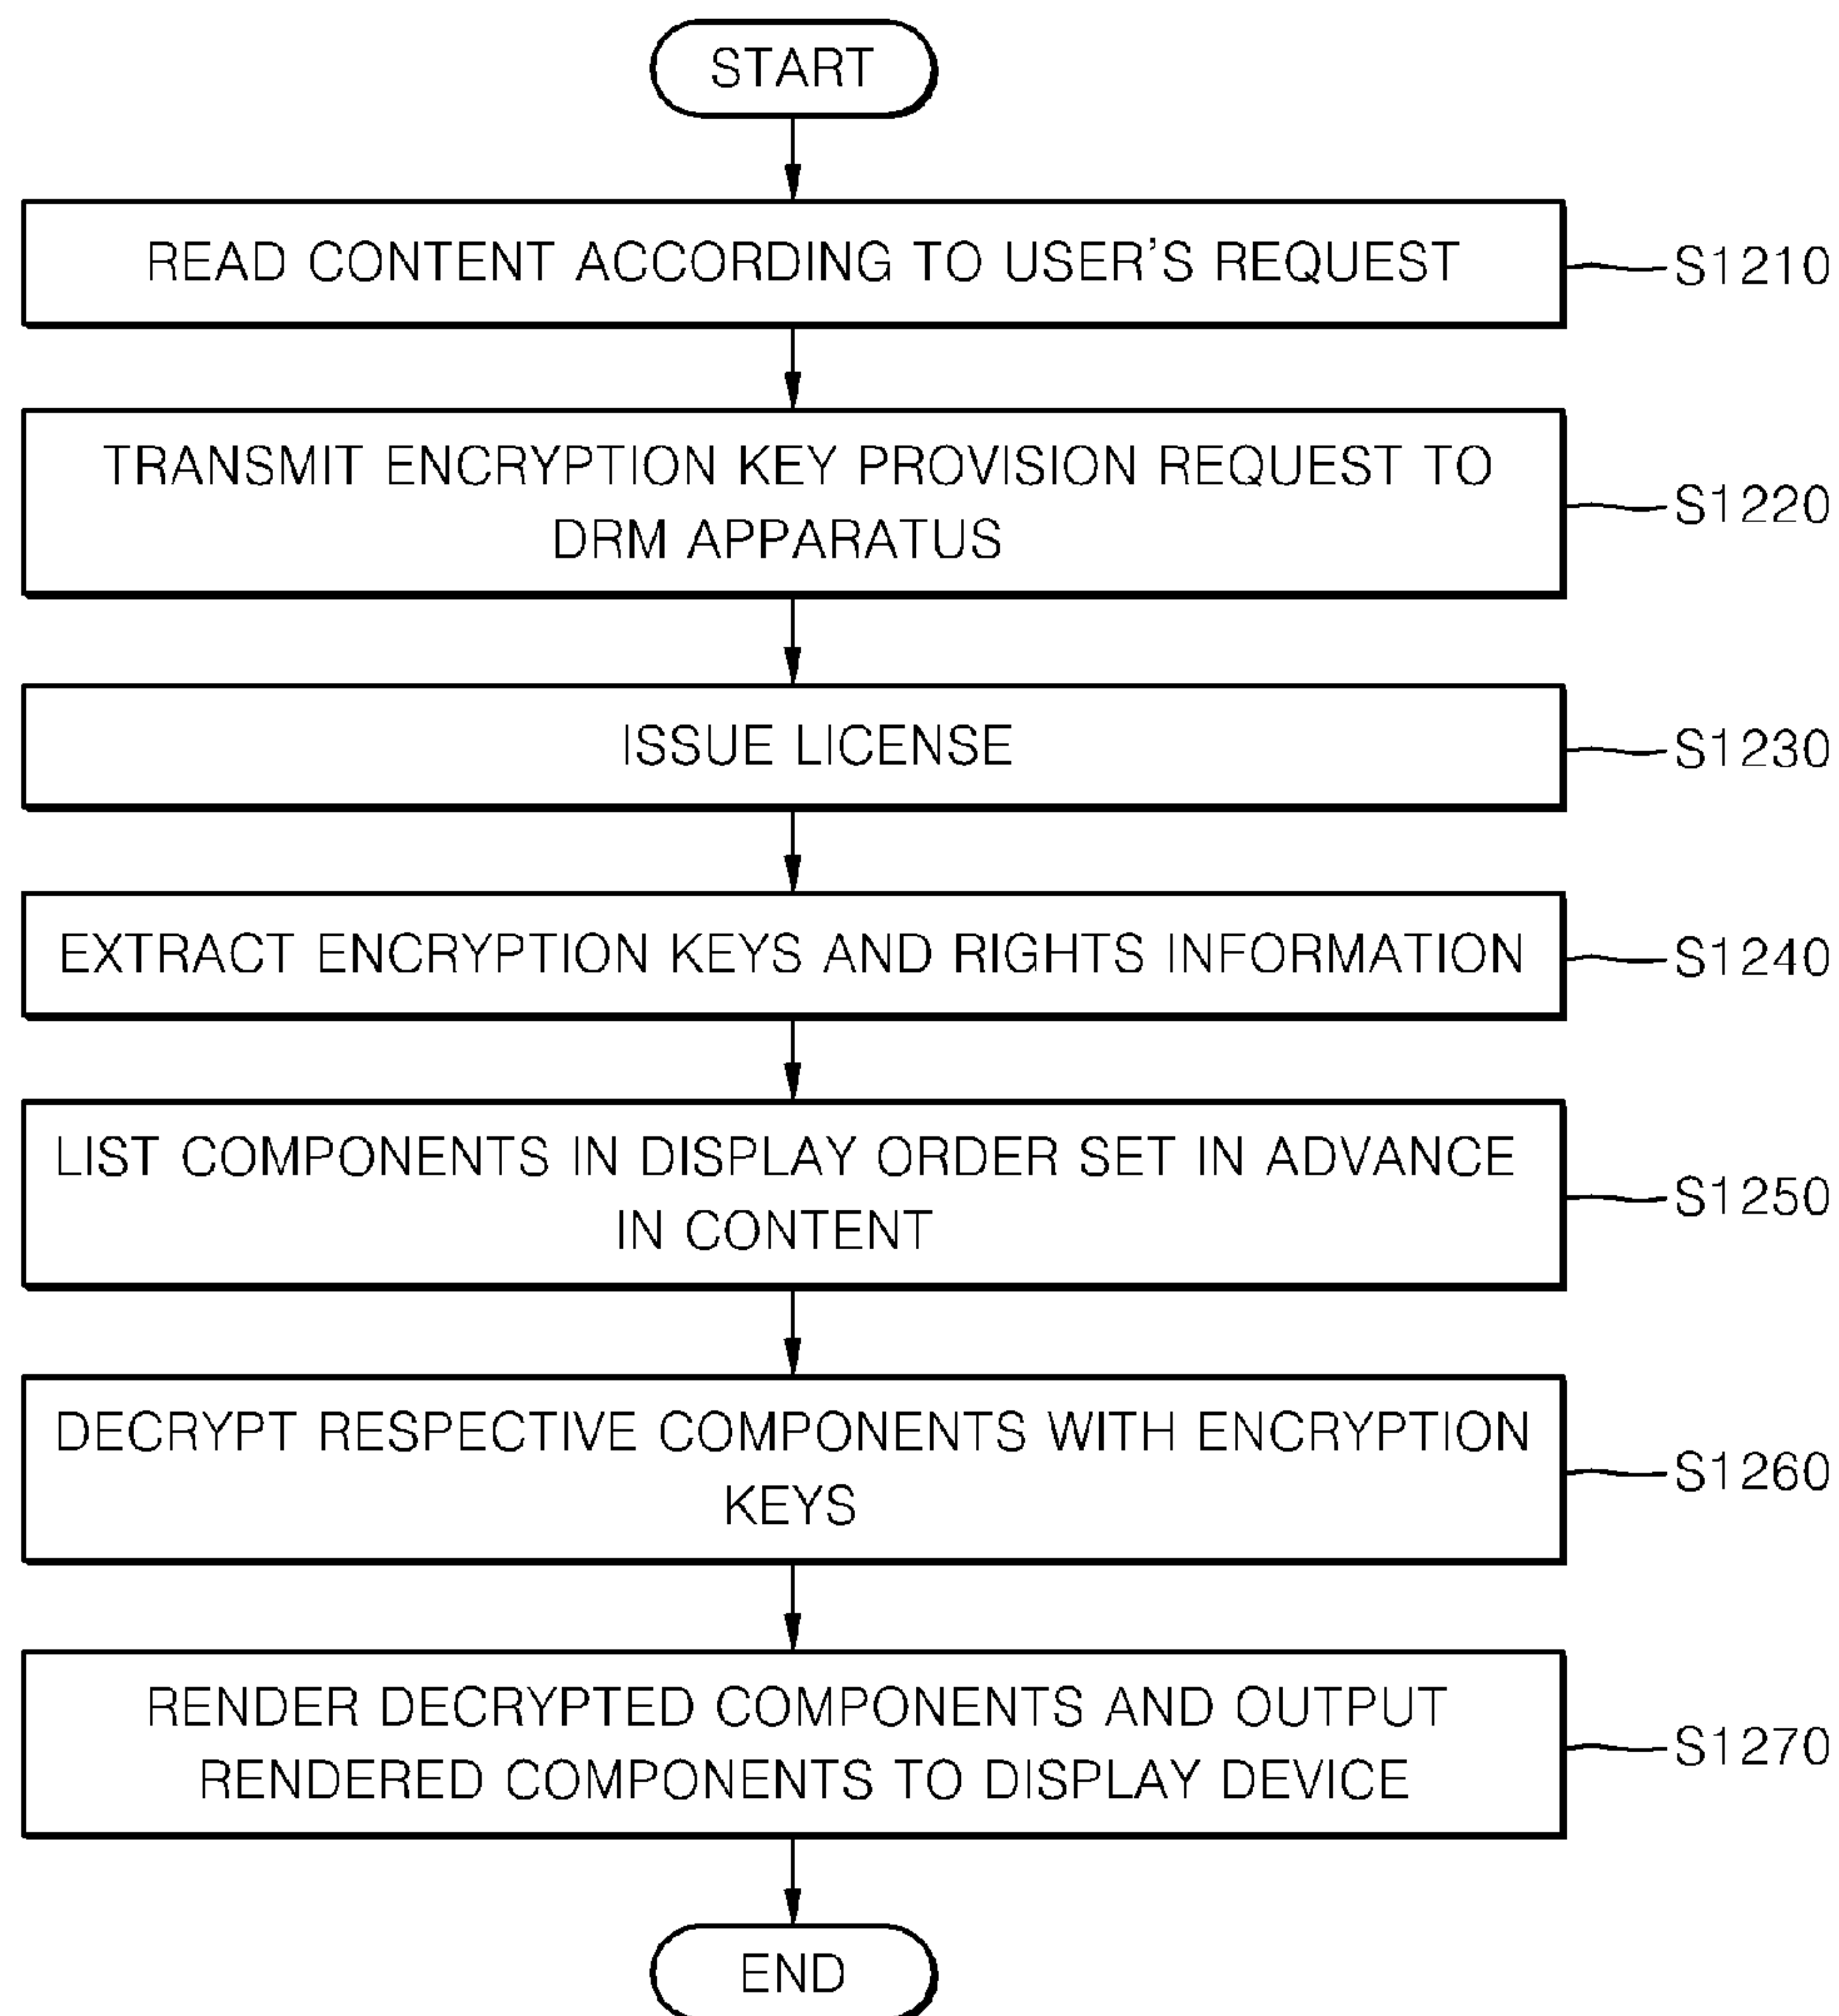 START
READ CONTENT ACCORDING TO USER'S REQUEST
S1210
TRANSMIT ENCRYPTION KEY PROVISION REQUEST TO
DRM APPARATUS
S1220
ISSUE LICENSE
S1230
EXTRACT ENCRYPTION KEYS AND RIGHTS INFORMATION
S1240
LIST COMPONENTS IN DISPLAY ORDER SET IN ADVANCE
IN CONTENT
S1250
DECRYPT RESPECTIVE COMPONENTS WITH ENCRYPTION
KEYS
S1260
RENDER DECRYPTED COMPONENTS AND OUTPUT
RENDERED COMPONENTS TO DISPLAY DEVICE
S1270
END